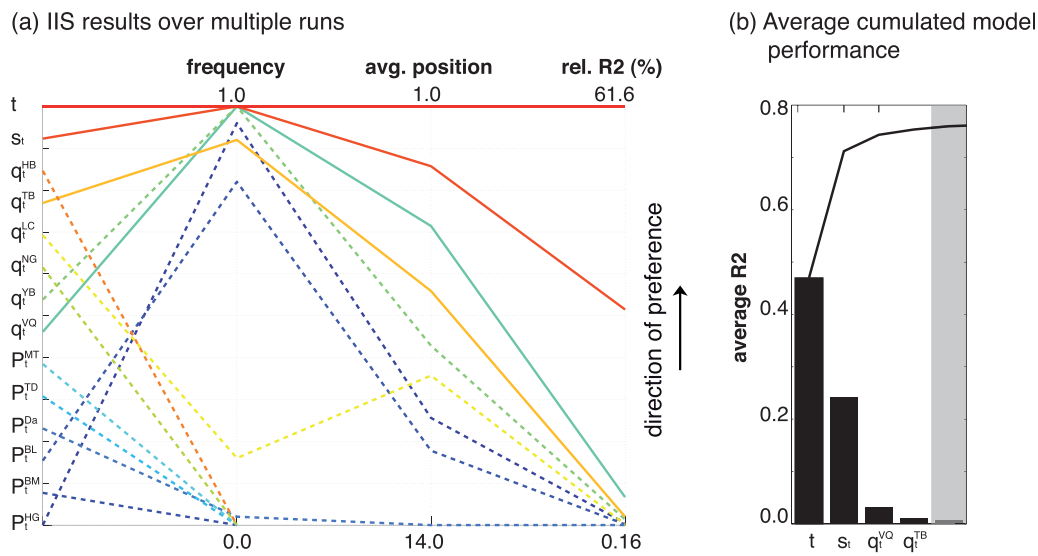 (a) IIS results over multiple runs
frequency avg. position rel. R2 (%)
1.0 1.0 61.6
t
sₜ
qₜᴴᴮ
qₜᵀᴮ
qₜᴸꟲ
qₜᴺᴳ
qₜʸᴮ
qₜⱽꟴ
Pₜᴹᵀ
Pₜᵀᴰ
Pₜᴰᵃ
Pₜᴮᴸ
Pₜᴮᴹ
Pₜᴴᴳ
0.0 14.0 0.16
direction of preference
(b) Average cumulated model
performance
average R2
0.8
0.6
0.4
0.2
0.0
t sₜ qₜⱽꟴ qₜᵀᴮ